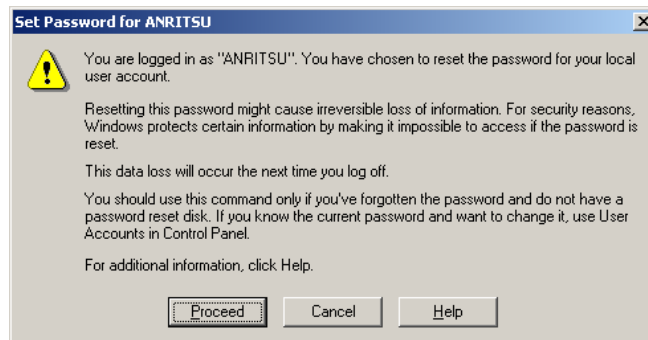 Set Password for ANRITSU
You are logged in as "ANRITSU". You have chosen to reset the password for your local
user account.
Resetting this password might cause irreversible loss of information. For security reasons,
Windows protects certain information by making it impossible to access if the password is
reset.
This data loss will occur the next time you log off.
You should use this command only if you've forgotten the password and do not have a
password reset disk. If you know the current password and want to change it, use User
Accounts in Control Panel.
For additional information, click Help.
Proceed
Cancel
Help